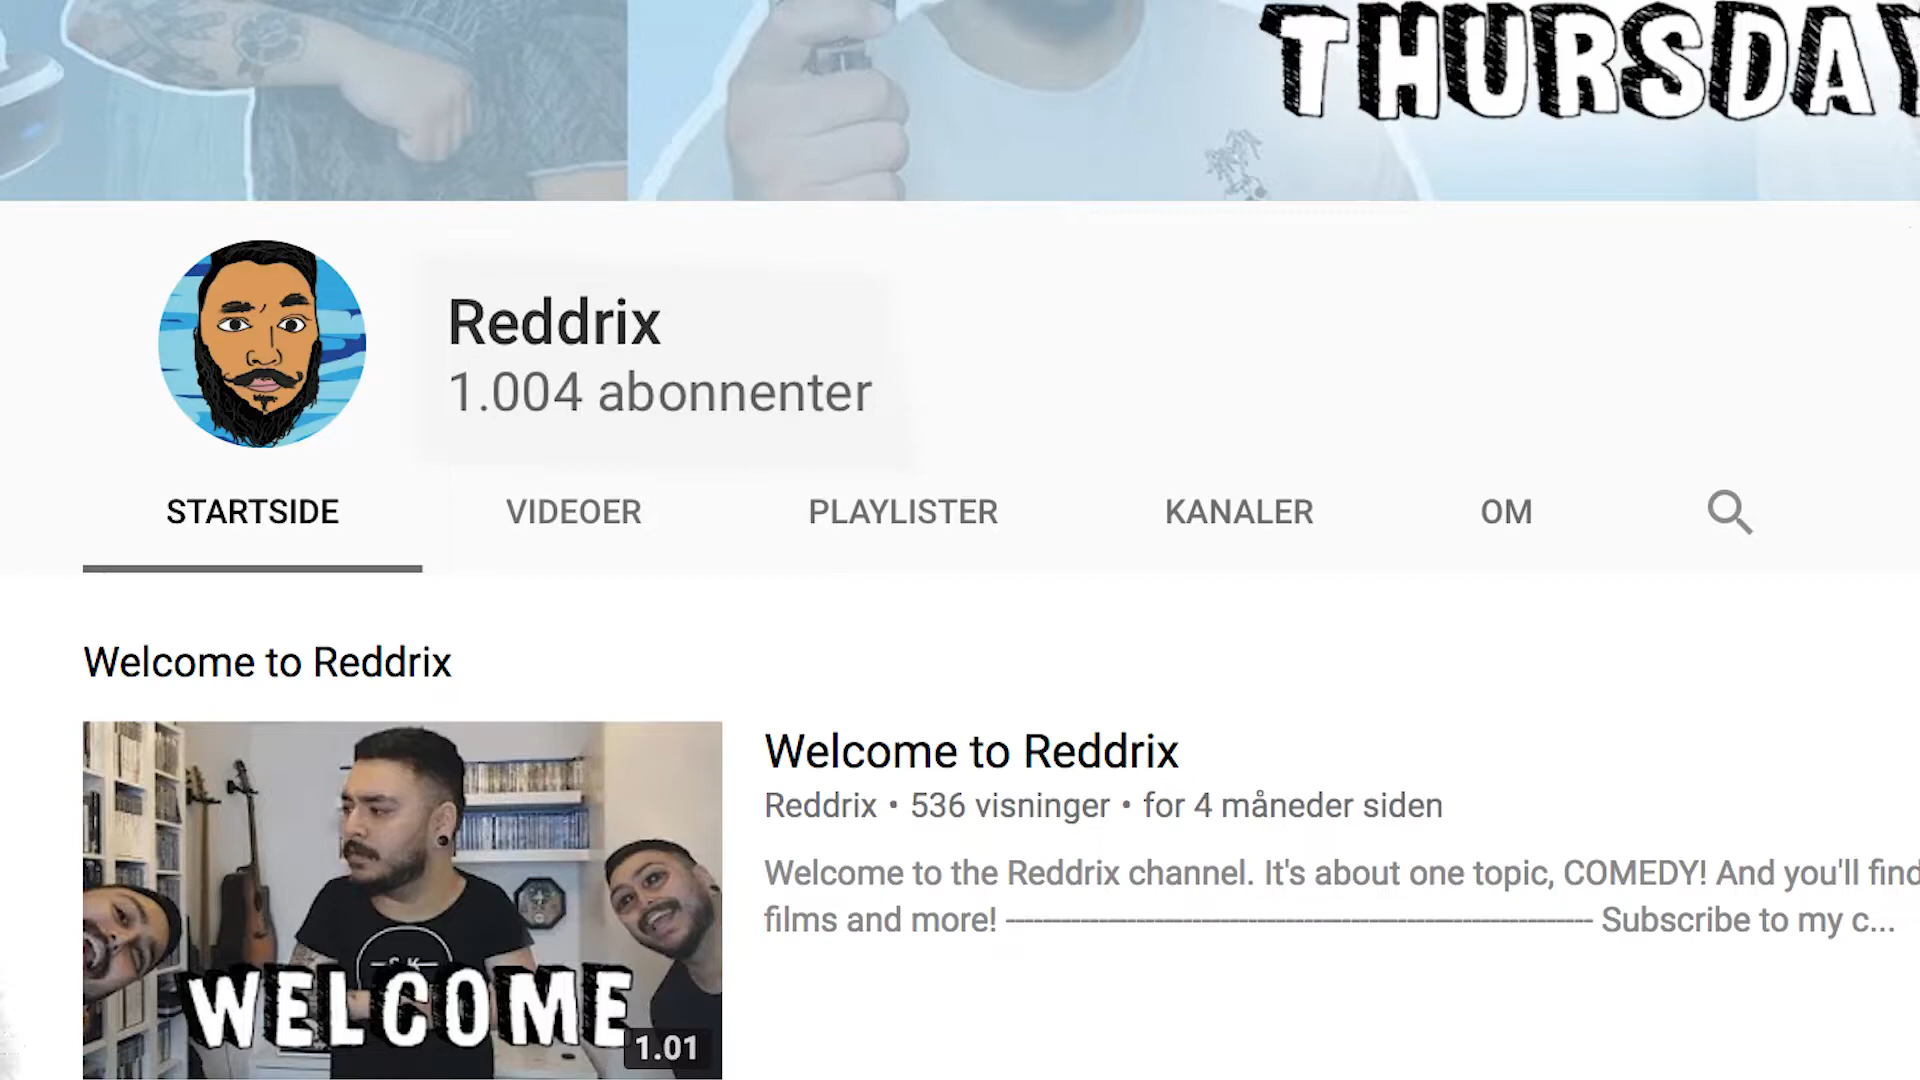 THURSDAY
Reddrix
1.004 abonnenter
STARTSIDE VIDEOER PLAYLISTER KANALER OM
Welcome to Reddrix
WELCOME
1.01
Welcome to Reddrix
Reddrix • 536 visninger • for 4 måneder siden
Welcome to the Reddrix channel. It's about one topic, COMEDY! And you'll find
films and more! ---------------------------------------------------------------- Subscribe to my c...